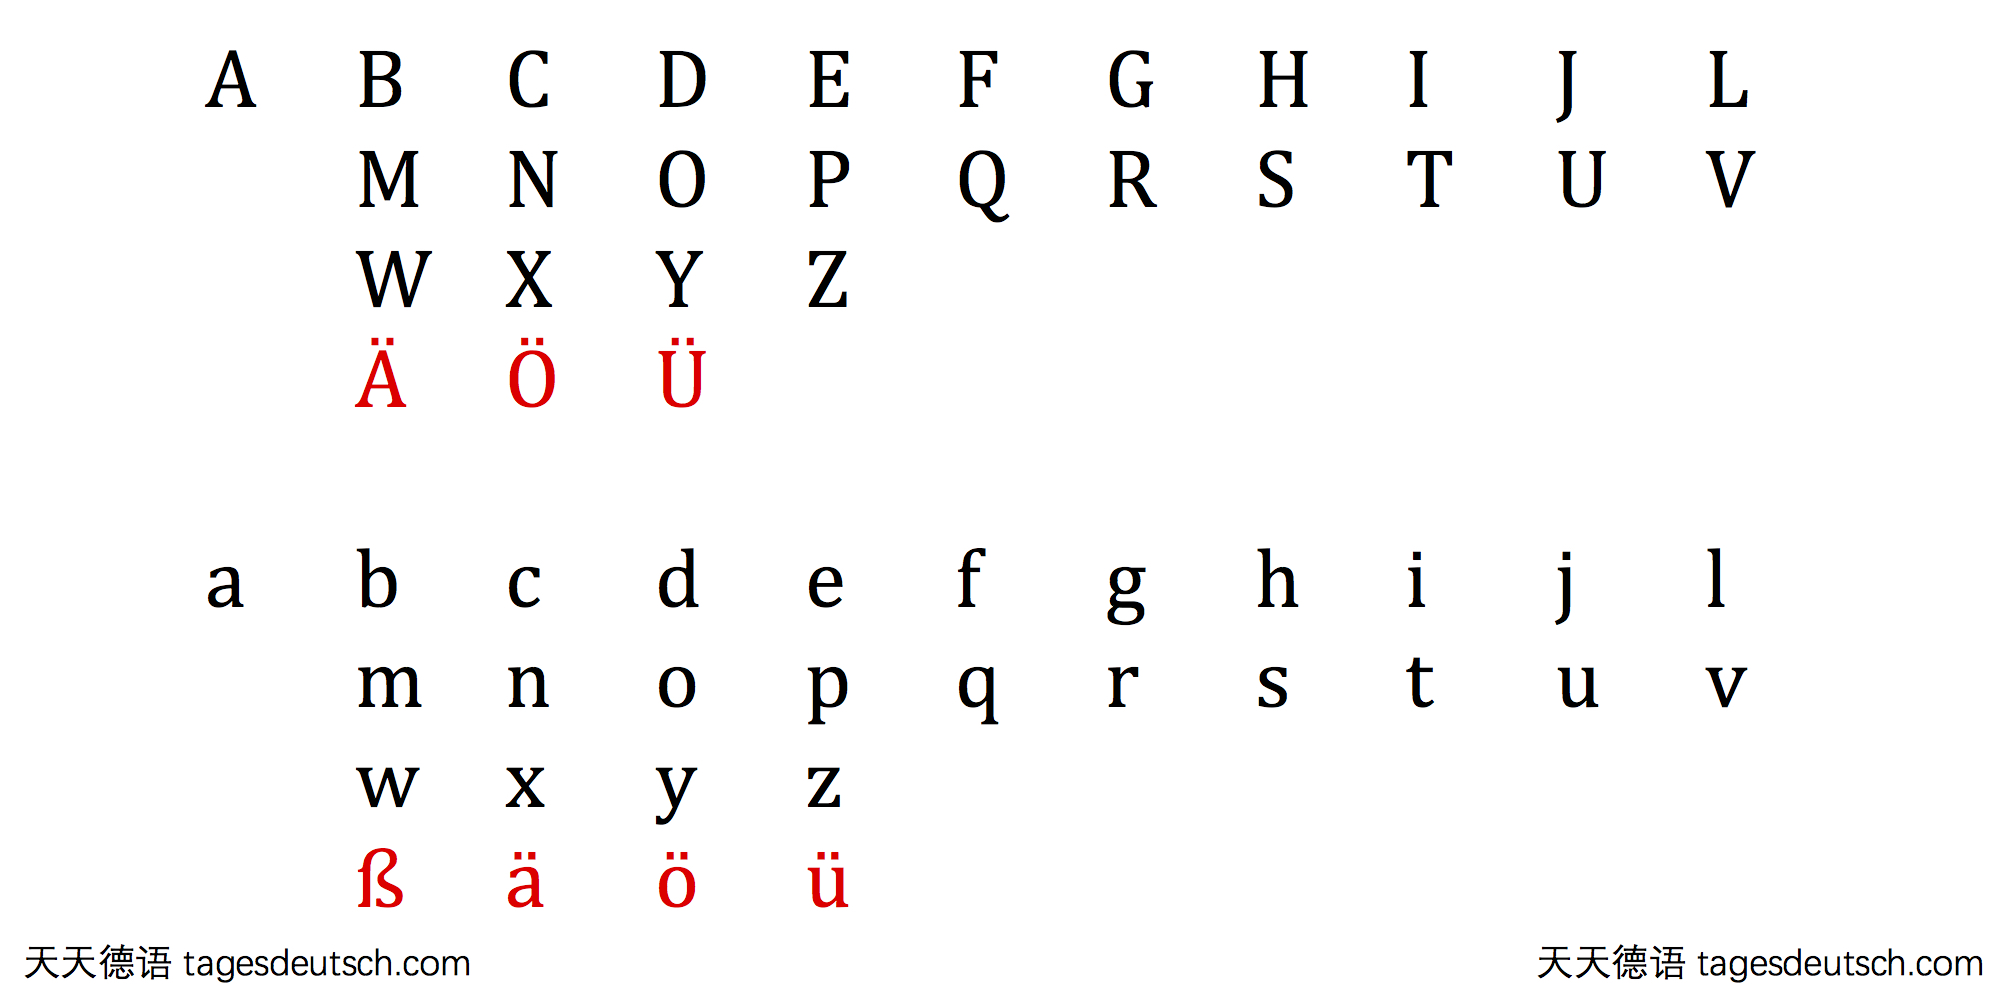 A B C D E F G H I J L
M N O P Q R S T U V
W X Y Z
Ä Ö Ü
a b c d e f g h i j l
m n o p q r s t u v
w x y z
ß ä ö ü
天天德语 tagesdeutsch.com
天天德语 tagesdeutsch.com